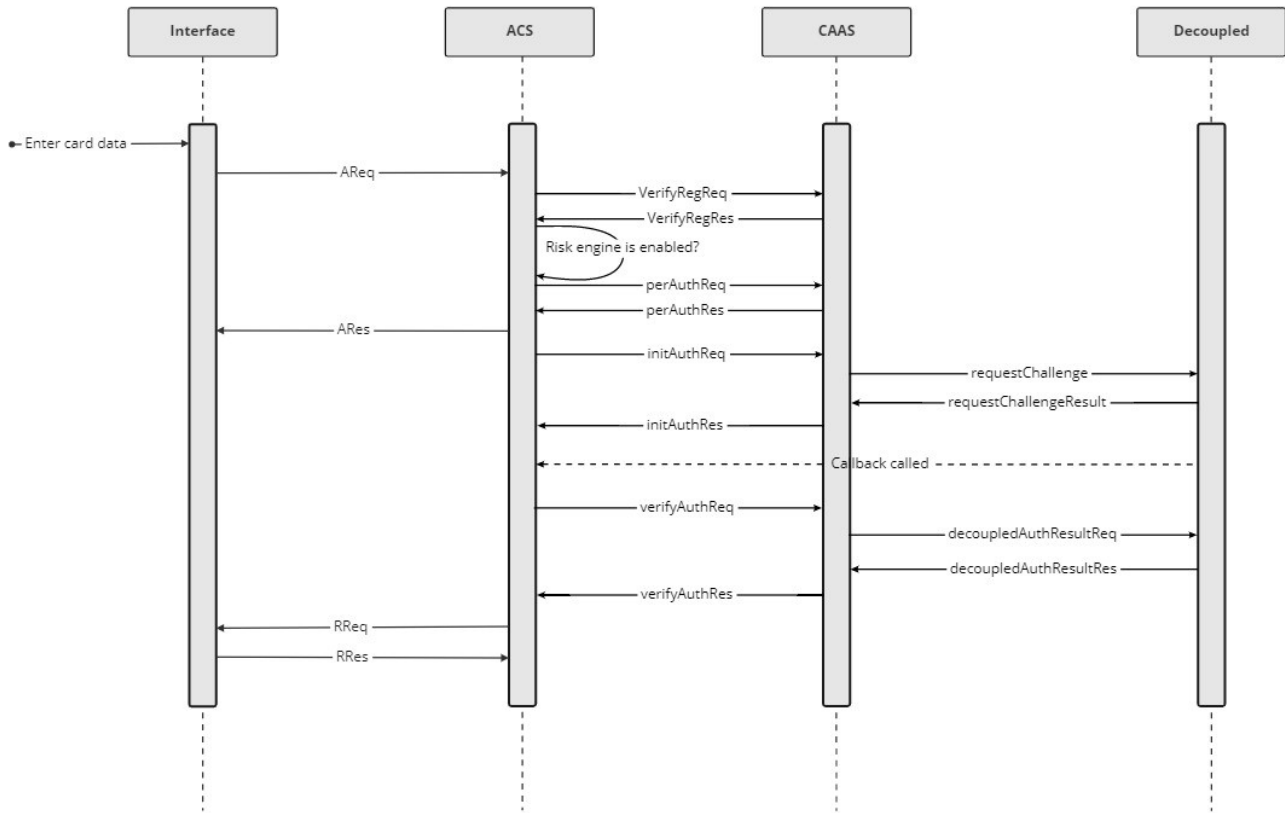 Interface
ACS
CAAS
Decoupled
Enter card data
AReq
VerifyRegReq
VerifyRegRes
Risk engine is enabled?
perAuthReq
perAuthRes
ARes
initAuthReq
requestChallenge
requestChallengeResult
initAuthRes
Callback called
verifyAuthReq
decoupledAuthResultReq
decoupledAuthResultRes
verifyAuthRes
RReq
RRes